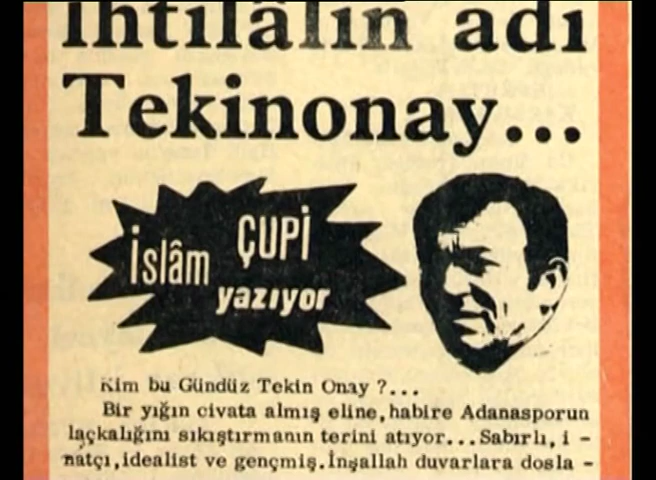 İhtilâlin adı
Tekinonay...
İslâm ÇUPİ
yazıyor
Kim bu Gündüz Tekin Onay ?...
Bir yığın civata almış eline,habire Adanasporun
laçkalığını sıkıştırmanın terini atıyor...Sabırlı, i -
natçı,idealist ve gençmiş.İnşallah duvarlara dosla -